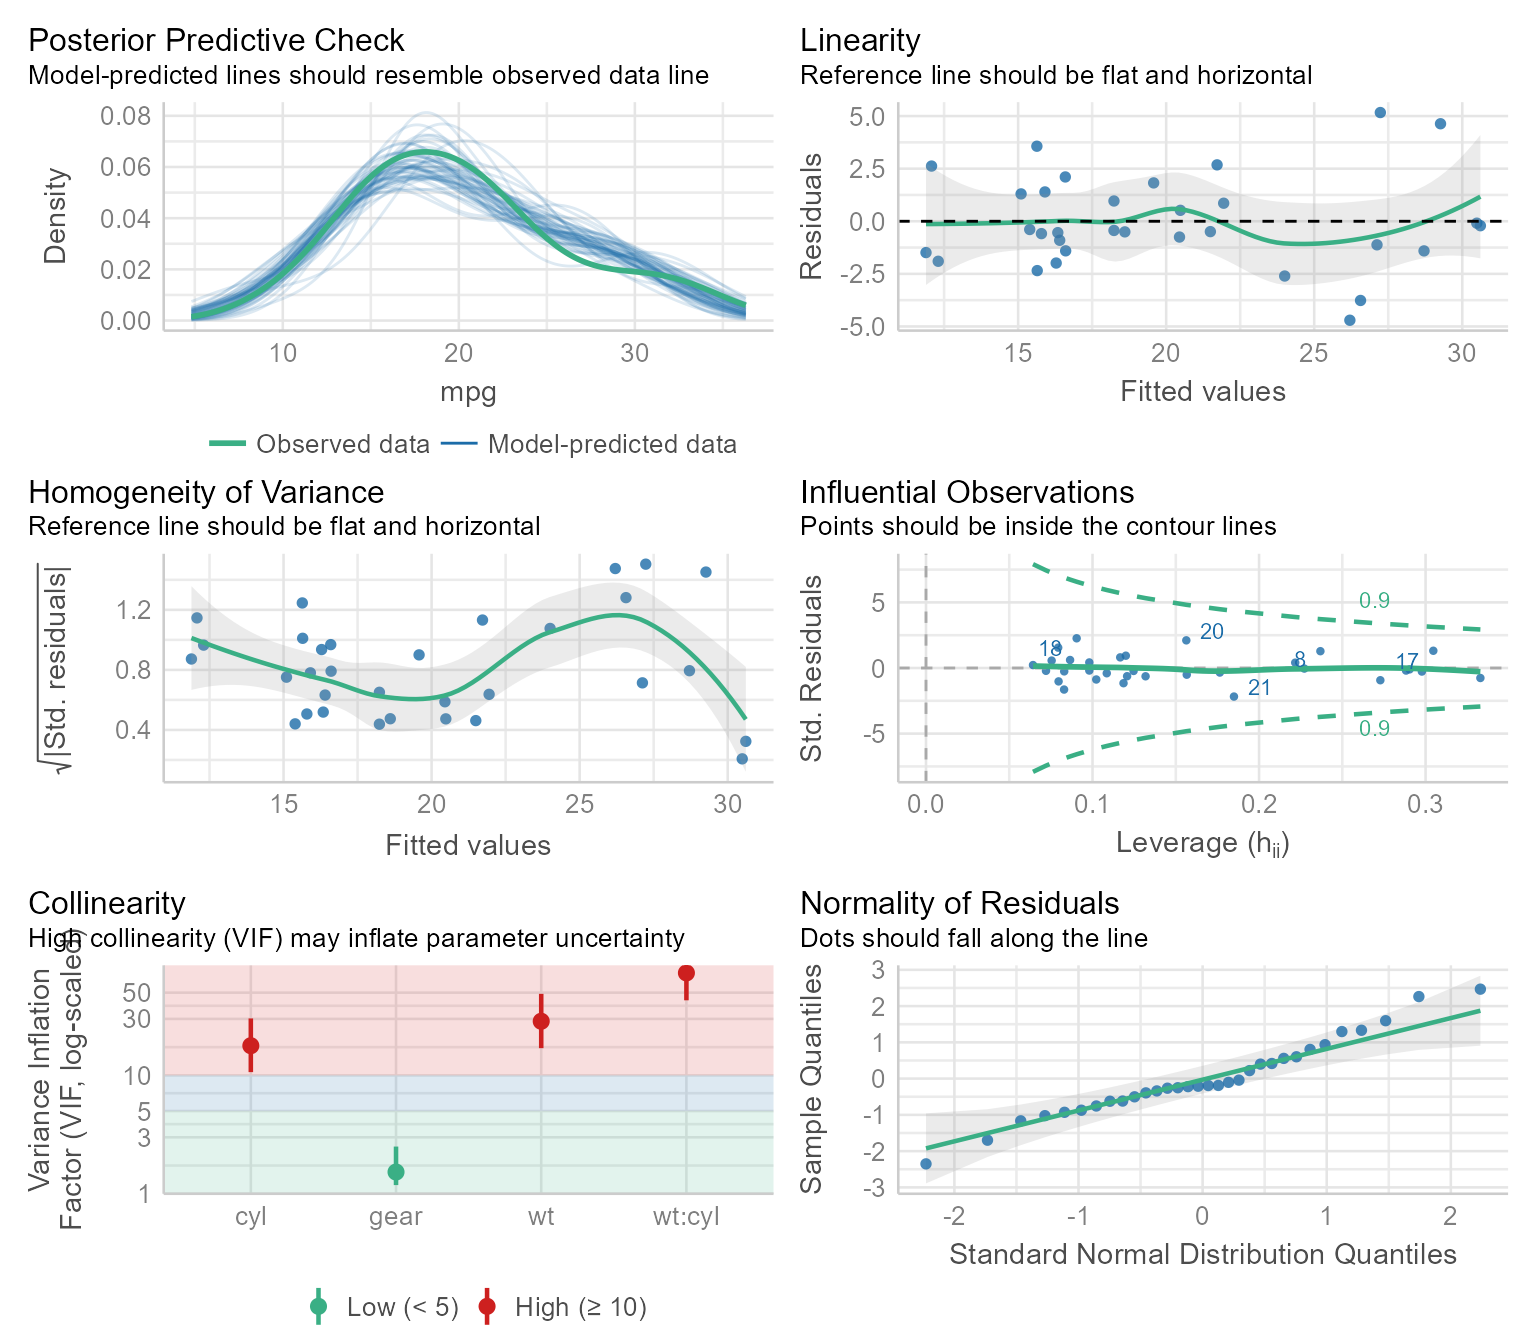 Posterior Predictive Check
Model-predicted lines should resemble observed data line
Density
0.08
0.06
0.04
0.02
0.00
10 20 30
mpg
Observed data Model-predicted data
Linearity
Reference line should be flat and horizontal
Residuals
5.0
2.5
0.0
-2.5
-5.0
15 20 25 30
Fitted values
Homogeneity of Variance
Reference line should be flat and horizontal
√|Std. residuals|
1.2
0.8
0.4
15 20 25 30
Fitted values
Influential Observations
Points should be inside the contour lines
Std. Residuals
5
0
-5
0.9
20
18
8
17
21
0.9
0.0 0.1 0.2 0.3
Leverage (hii)
Collinearity
High collinearity (VIF) may inflate parameter uncertainty
Variance Inflation
Factor (VIF, log-scaled)
50
30
10
5
3
1
cyl gear wt wt:cyl
Low (< 5) High (≥ 10)
Normality of Residuals
Dots should fall along the line
Sample Quantiles
3
2
1
0
-1
-2
-3
-2 -1 0 1 2
Standard Normal Distribution Quantiles